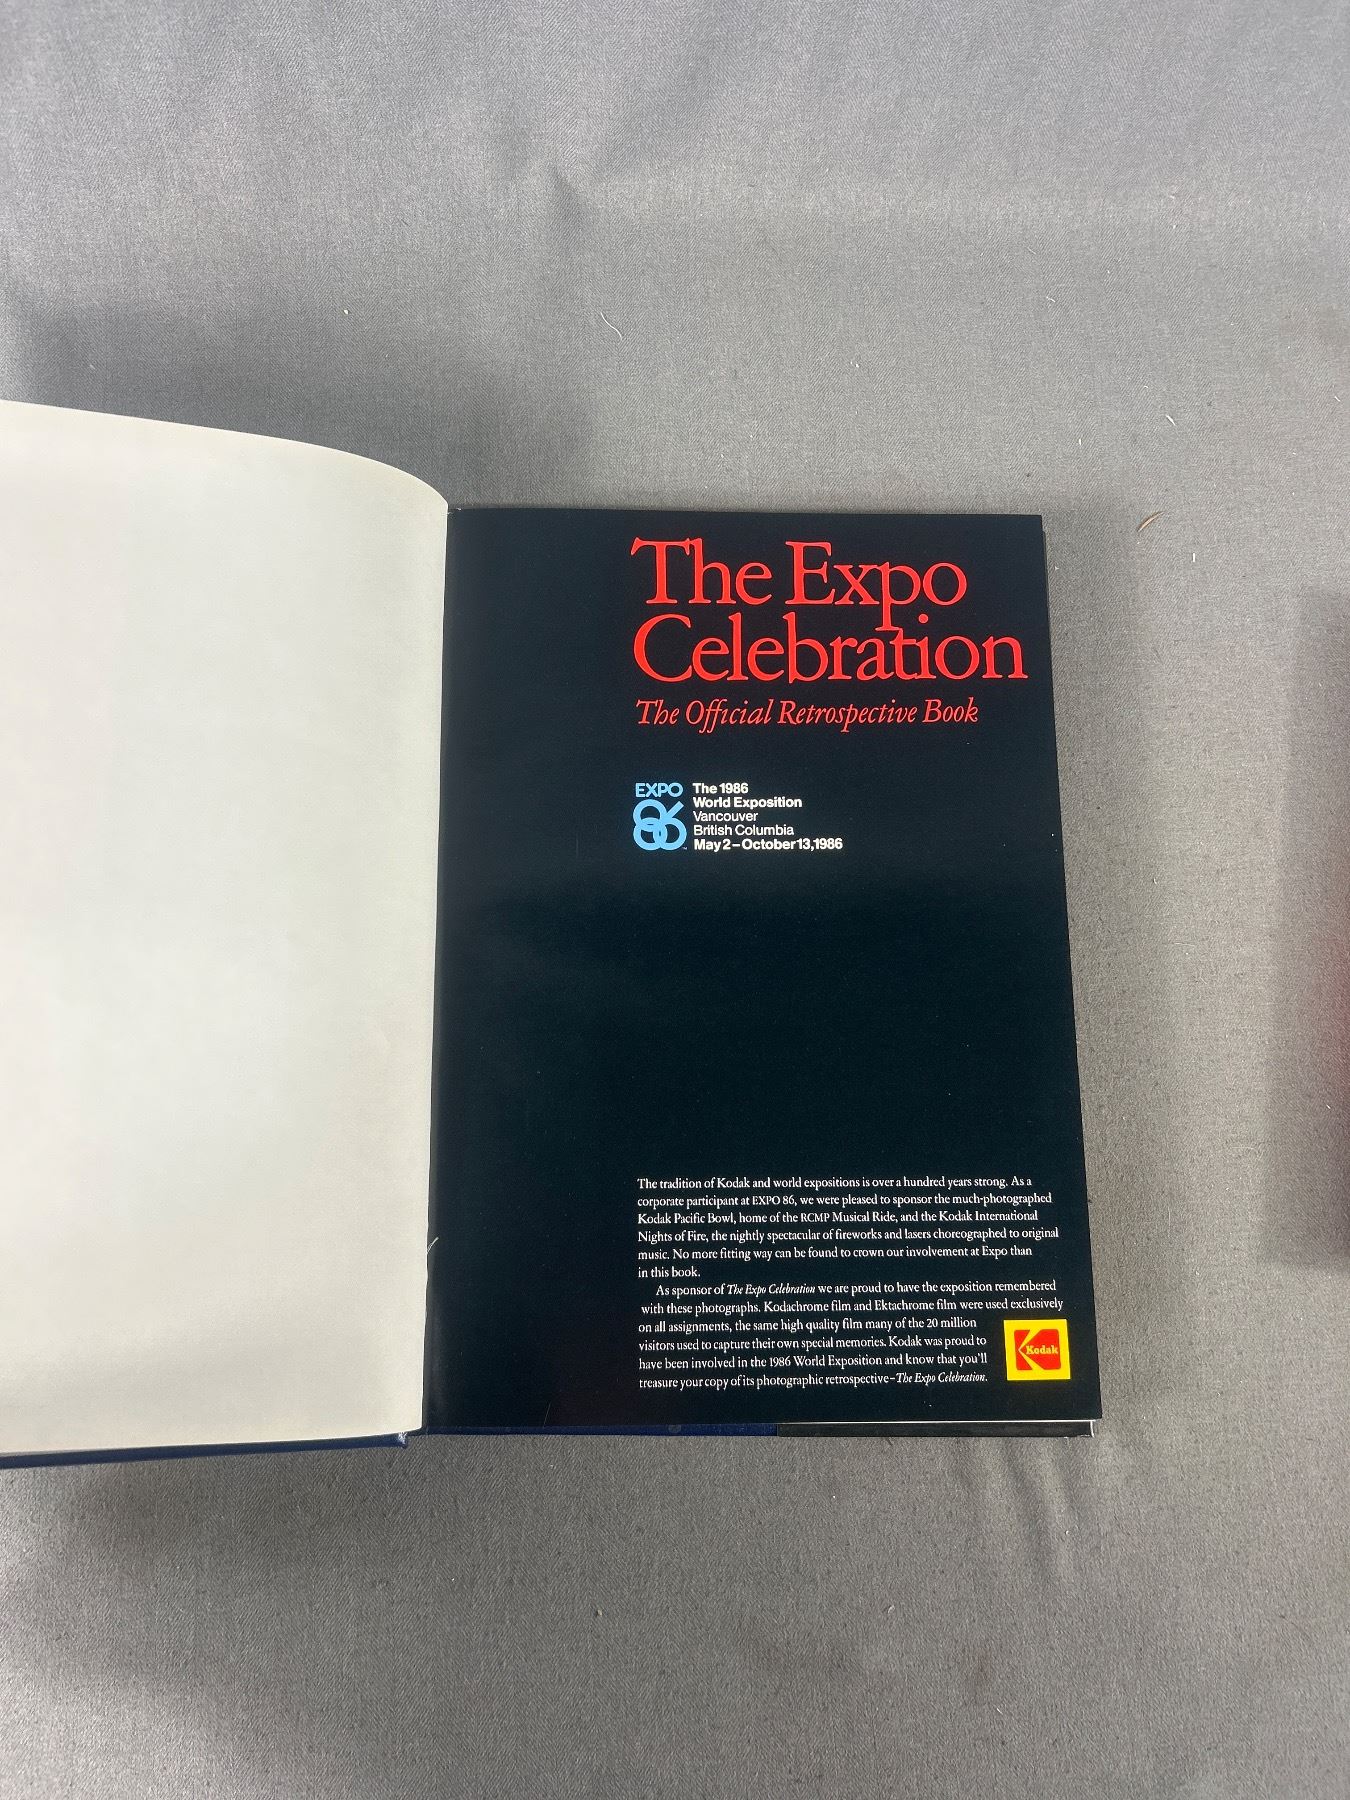 The Expo
Celebration
The Official Retrospective Book
EXPO
86
The 1986
World Exposition
Vancouver
British Columbia
May 2–October 13, 1986
The tradition of Kodak and world expositions is over a hundred years strong. As a
corporate participant at EXPO 86, we were pleased to sponsor the much-photographed
Kodak Pacific Bowl, home of the RCMP Musical Ride, and the Kodak International
Nights of Fire, the nightly spectacular of fireworks and lasers choreographed to original
music. No more fitting way can be found to crown our involvement at Expo than
in this book.
As sponsor of The Expo Celebration we are proud to have the exposition remembered
with these photographs. Kodachrome film and Ektachrome film were used exclusively
on all assignments, the same high quality film many of the 20 million
visitors used to capture their own special memories. Kodak was proud to
have been involved in the 1986 World Exposition and know that you'll
treasure your copy of its photographic retrospective–The Expo Celebration.
Kodak